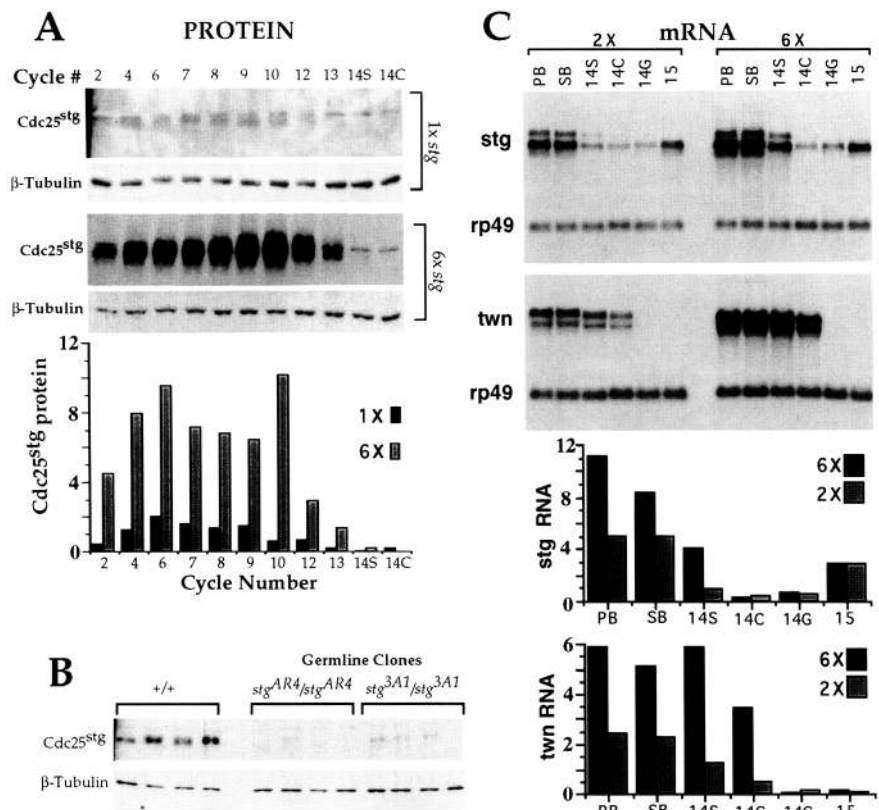 A
PROTEIN
Cycle # 2 4 6 7 8 9 10 12 13 14S 14C
Cdc25stg
1x stg
β-Tubulin
Cdc25stg
6x stg
β-Tubulin
12
8
4
0
Cdc25stg protein
1X
6X
2 4 6 7 8 9 10 12 13 14S 14C
Cycle Number
B
Germline Clones
+/+ stgAR4/stgAR4 stg3A1/stg3A1
Cdc25stg
β-Tubulin
C
mRNA
2X 6X
PB SB 14S 14C 14G 15 PB SB 14S 14C 14G 15
stg
rp49
twn
rp49
12
8
4
0
stg RNA
6X
2X
PB SB 14S 14C 14G 15
6
4
2
0
twn RNA
6X
2X
PB SB 14S 14C 14G 15